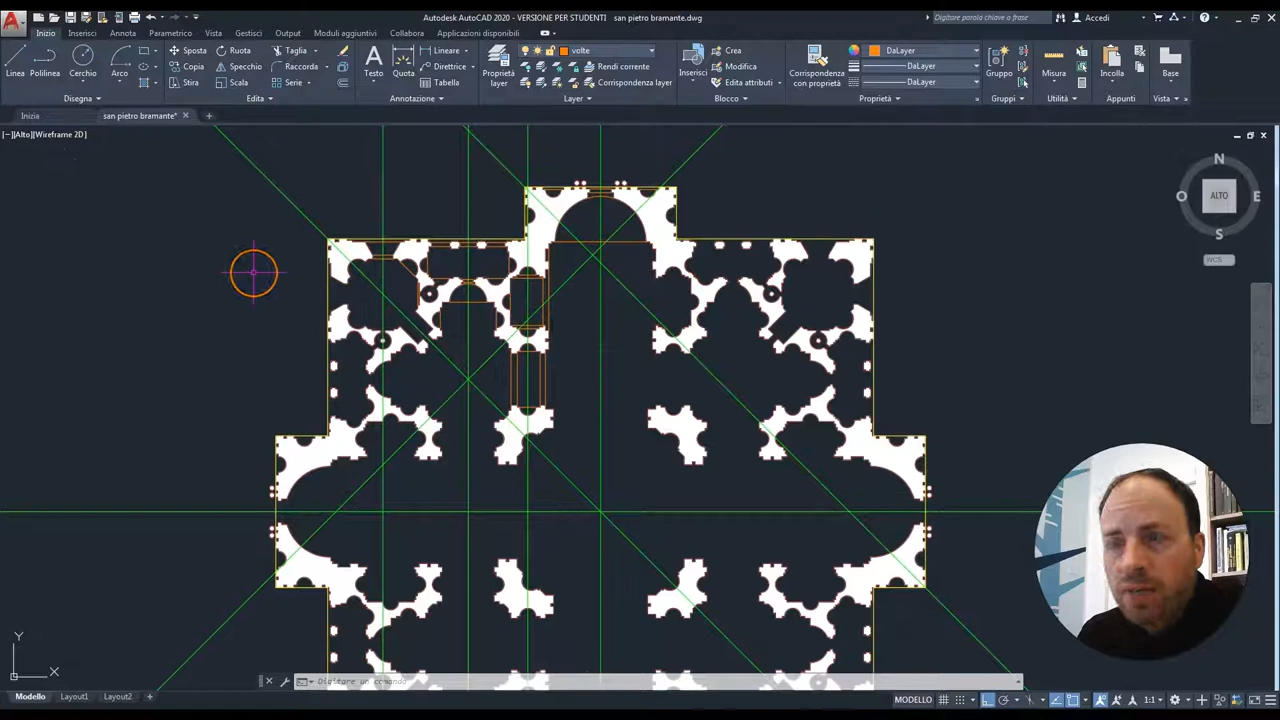 Autodesk AutoCAD 2020 - VERSIONE PER STUDENTI   san pietro bramante.dwg
Digitare parola chiave o frase
Accedi
Inizio
Inserisci
Annota
Parametrico
Vista
Gestisci
Output
Moduli aggiuntivi
Collabora
Applicazioni disponibili
Linea
Polilinea
Cerchio
Arco
Disegna
Sposta
Ruota
Taglia
Copia
Specchio
Raccorda
Stira
Scala
Serie
Edita
Testo
Quota
Lineare
Direttrice
Tabella
Annotazione
Proprietà
layer
volte
Rendi corrente
Corrispondenza layer
Layer
Inserisci
Crea
Modifica
Edita attributi
Blocco
Corrispondenza
con proprietà
DaLayer
DaLayer
DaLayer
Proprietà
Gruppo
Gruppi
Misura
Utilità
Incolla
Appunti
Base
Vista
Inizia
san pietro bramante*
[−][Alto][Wireframe 2D]
N
O
ALTO
E
S
WCS
Y
X
Digitare un comando
Modello
Layout1
Layout2
MODELLO
1:1